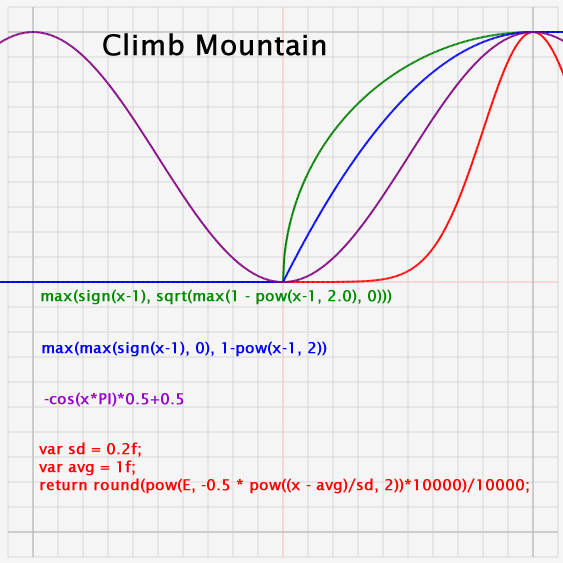 Climb Mountain
max(sign(x-1), sqrt(max(1 - pow(x-1, 2.0), 0)))
max(max(sign(x-1), 0), 1-pow(x-1, 2))
-cos(x*PI)*0.5+0.5
var sd = 0.2f;
var avg = 1f;
return round(pow(E, -0.5 * pow((x - avg)/sd, 2))*10000)/10000;